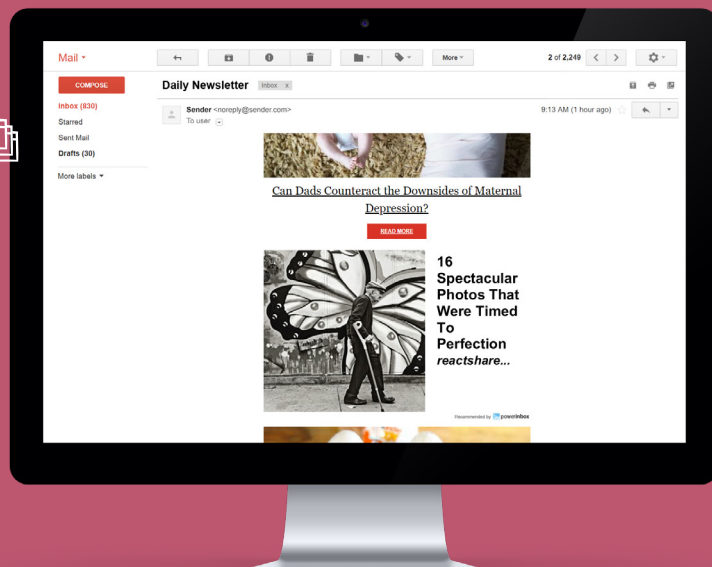 Mail
More
2 of 2,249
COMPOSE
Daily Newsletter
Inbox x
Inbox (830)
Starred
Sent Mail
Drafts (30)
More labels
Sender <noreply@sender.com>
To user
9:13 AM (1 hour ago)
Can Dads Counteract the Downsides of Maternal
Depression?
READ MORE
16
Spectacular
Photos That
Were Timed
To
Perfection
reactshare...
Recommended by powerinbox